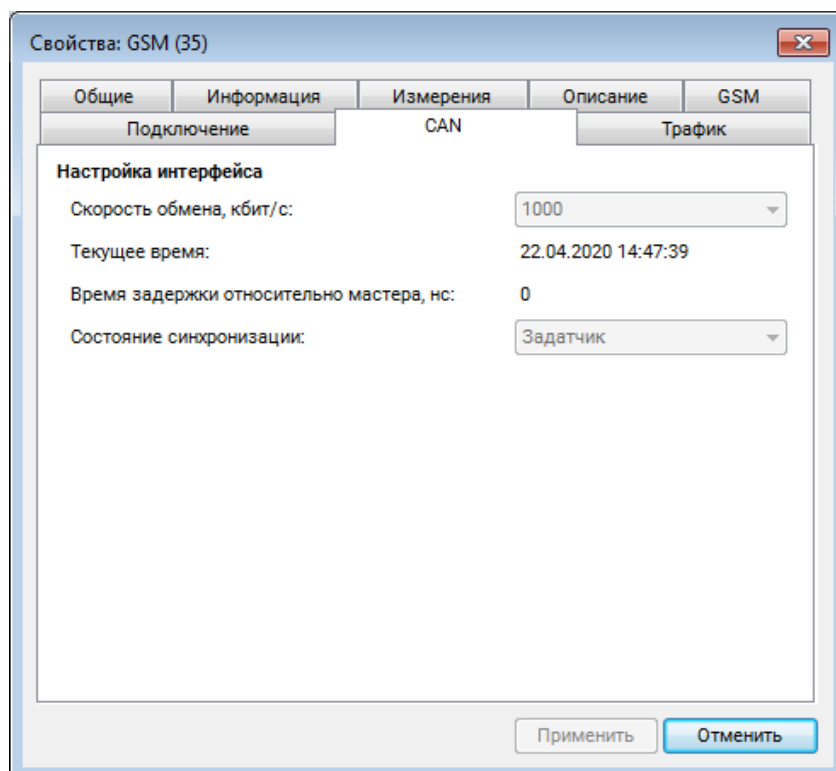 Свойства: GSM (35)
Общие Информация Измерения Описание GSM
Подключение CAN Трафик
Настройка интерфейса
Скорость обмена, кбит/с: 1000
Текущее время: 22.04.2020 14:47:39
Время задержки относительно мастера, нс: 0
Состояние синхронизации: Задатчик
Применить Отменить